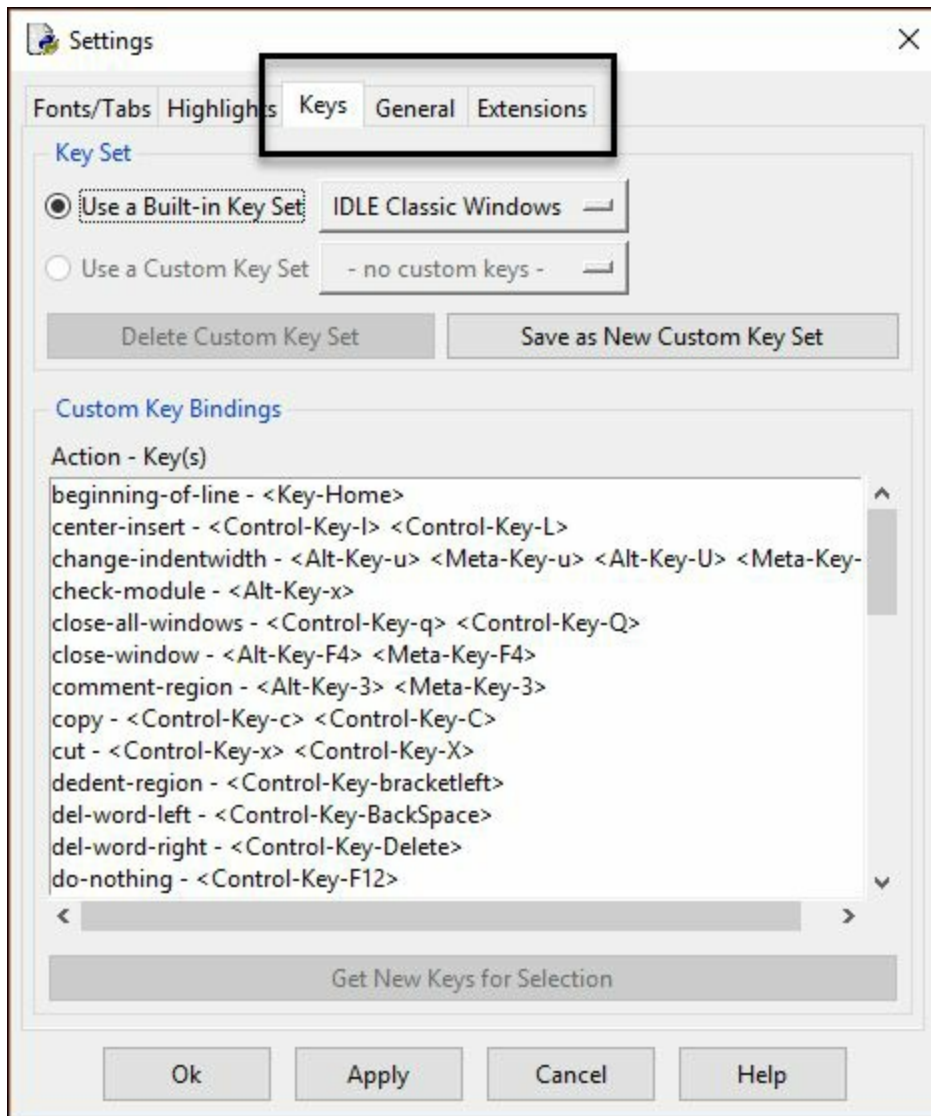 Settings
Fonts/Tabs Highlights Keys General Extensions
Key Set
Use a Built-in Key Set IDLE Classic Windows
Use a Custom Key Set - no custom keys -
Delete Custom Key Set Save as New Custom Key Set
Custom Key Bindings
Action - Key(s)
beginning-of-line - <Key-Home>
center-insert - <Control-Key-l> <Control-Key-L>
change-indentwidth - <Alt-Key-u> <Meta-Key-u> <Alt-Key-U> <Meta-Key-
check-module - <Alt-Key-x>
close-all-windows - <Control-Key-q> <Control-Key-Q>
close-window - <Alt-Key-F4> <Meta-Key-F4>
comment-region - <Alt-Key-3> <Meta-Key-3>
copy - <Control-Key-c> <Control-Key-C>
cut - <Control-Key-x> <Control-Key-X>
dedent-region - <Control-Key-bracketleft>
del-word-left - <Control-Key-BackSpace>
del-word-right - <Control-Key-Delete>
do-nothing - <Control-Key-F12>
Get New Keys for Selection
Ok Apply Cancel Help